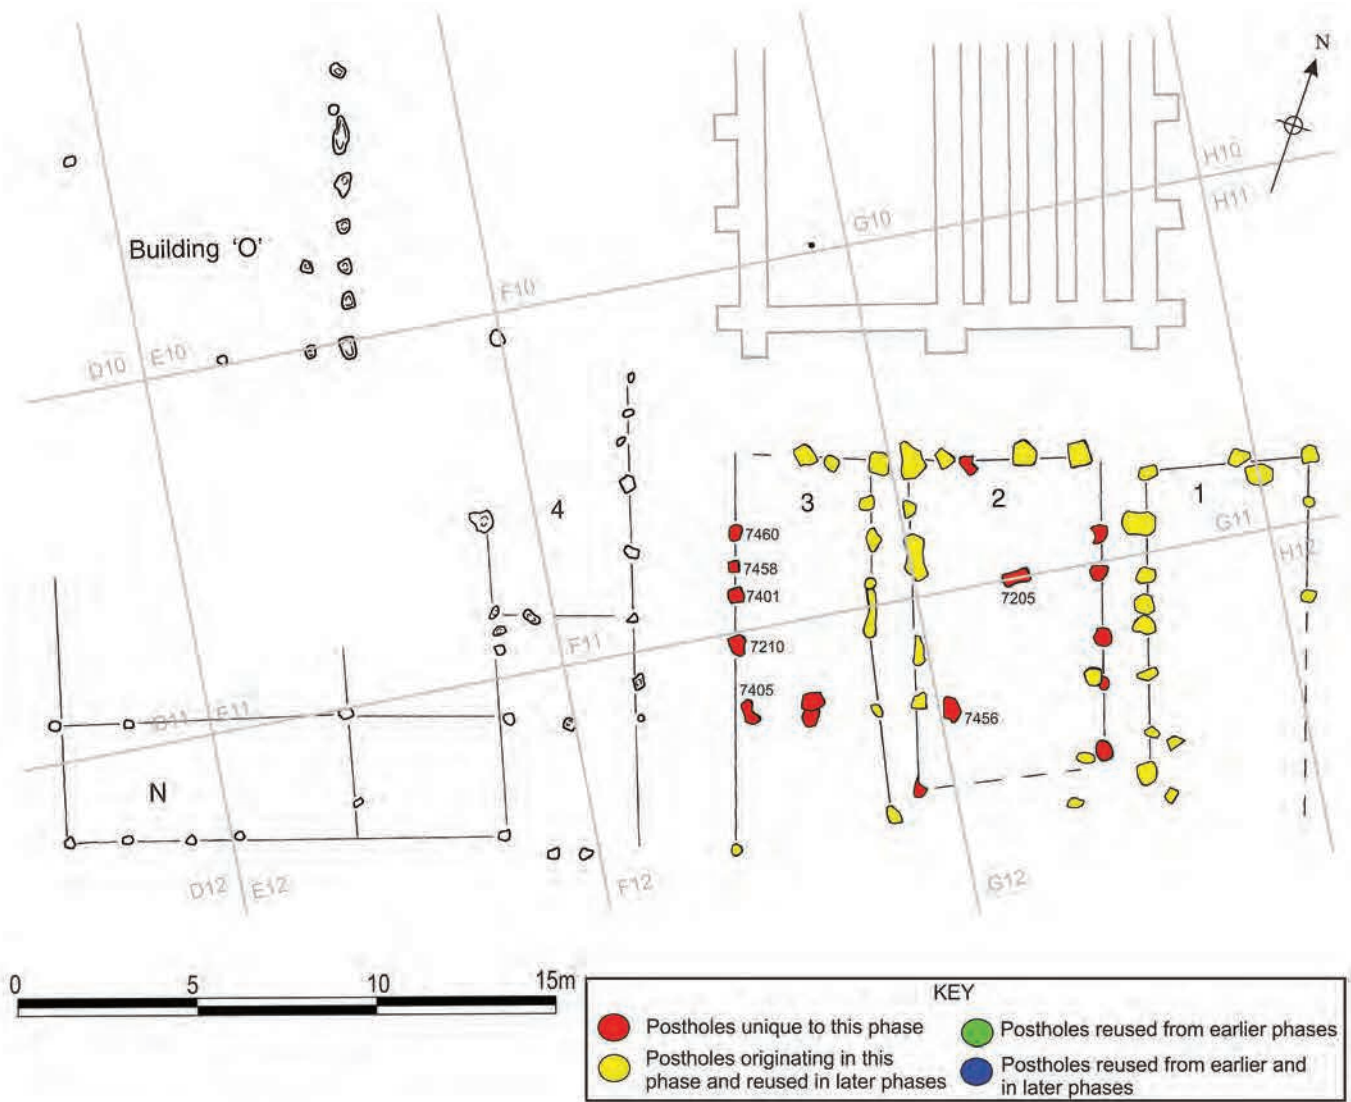 N
H10
H11
G10
Building 'O'
F10
D10
E10
4
3
2
1
G11
H12
7460
7458
7401
7205
7210
F11
7405
7456
D11
E11
N
D12
E12
F12
G12
0
5
10
15m
KEY
Postholes unique to this phase
Postholes originating in this
phase and reused in later phases
Postholes reused from earlier phases
Postholes reused from earlier and
in later phases